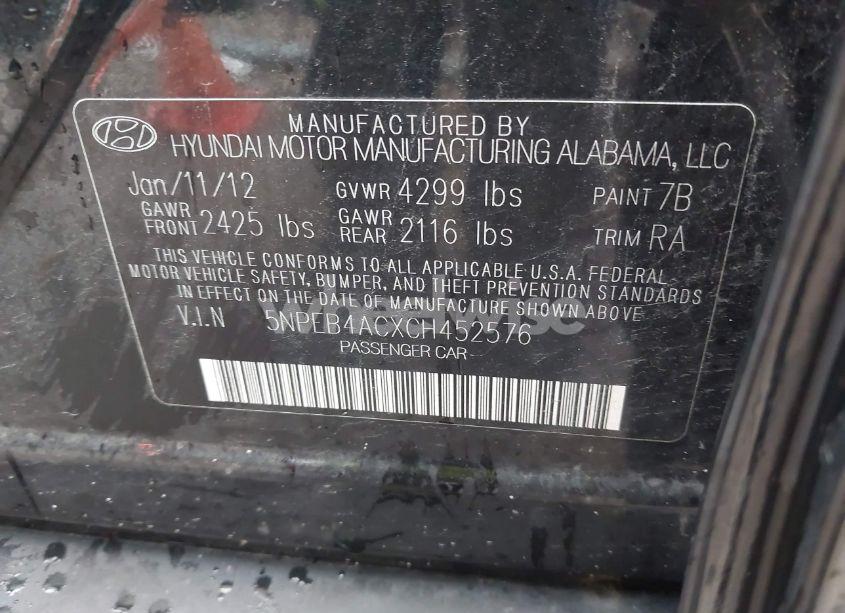 MANUFACTURED BY
HYUNDAI MOTOR MANUFACTURING ALABAMA, LLC
Jan/11/12 GVWR 4299 lbs PAINT 7B
GAWR FRONT 2425 lbs GAWR REAR 2116 lbs TRIM RA
THIS VEHICLE CONFORMS TO ALL APPLICABLE U.S.A. FEDERAL
MOTOR VEHICLE SAFETY, BUMPER, AND THEFT PREVENTION STANDARDS
IN EFFECT ON THE DATE OF MANUFACTURE SHOWN ABOVE
V.I.N 5NPEB4ACXCH452576
PASSENGER CAR